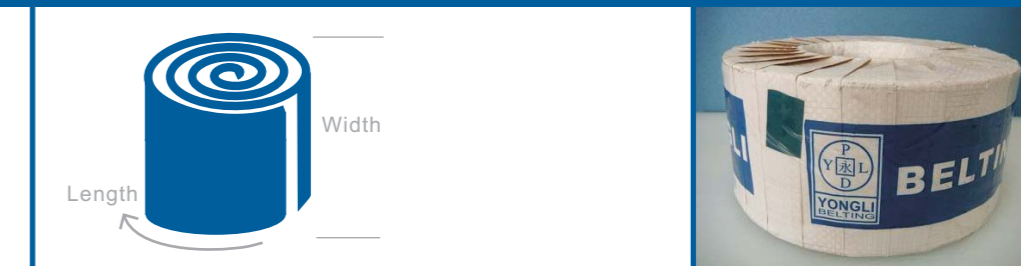 Width
Length
LI
P
Y 永 L
D
YONGLI
BELTING
BELTIN